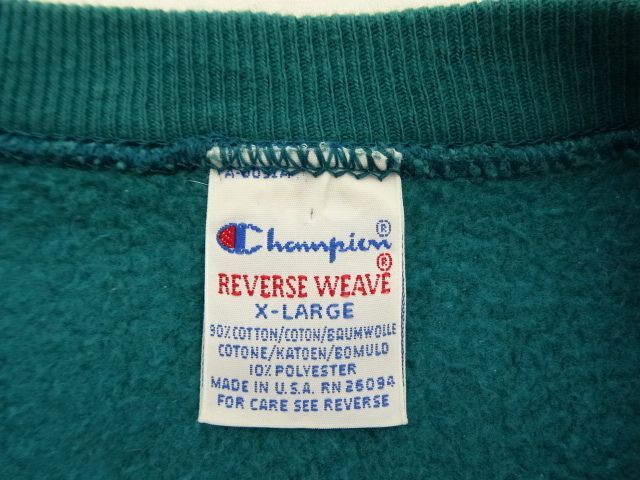 Champion®
REVERSE WEAVE®
X-LARGE
90% COTTON/COTON/BAUMWOLLE
COTONE/KATOEN/BOMULD
10% POLYESTER
MADE IN U.S.A. RN 26094
FOR CARE SEE REVERSE